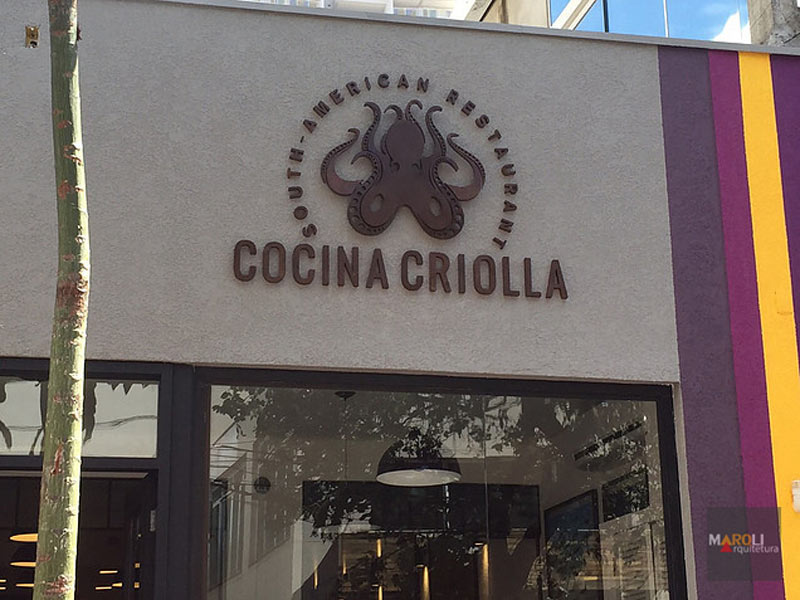 SOUTH-AMERICAN RESTAURANT
COCINA CRIOLLA
MAROLI
Arquitetura